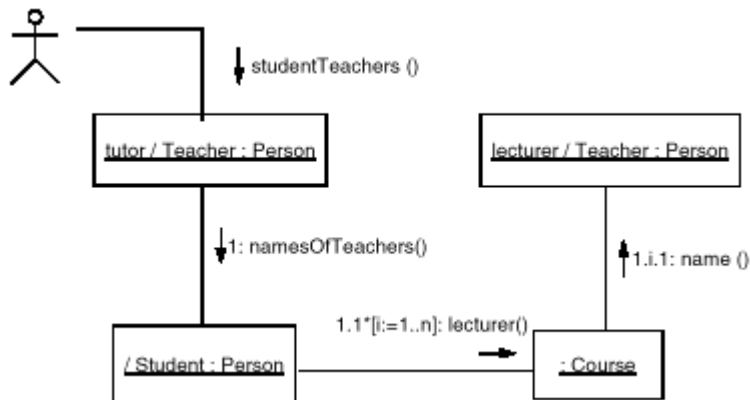 studentTeachers ()
tutor / Teacher : Person
lecturer / Teacher : Person
1: namesOfTeachers()
1.i.1: name ()
1.1*[i:=1..n]: lecturer()
/ Student : Person
: Course